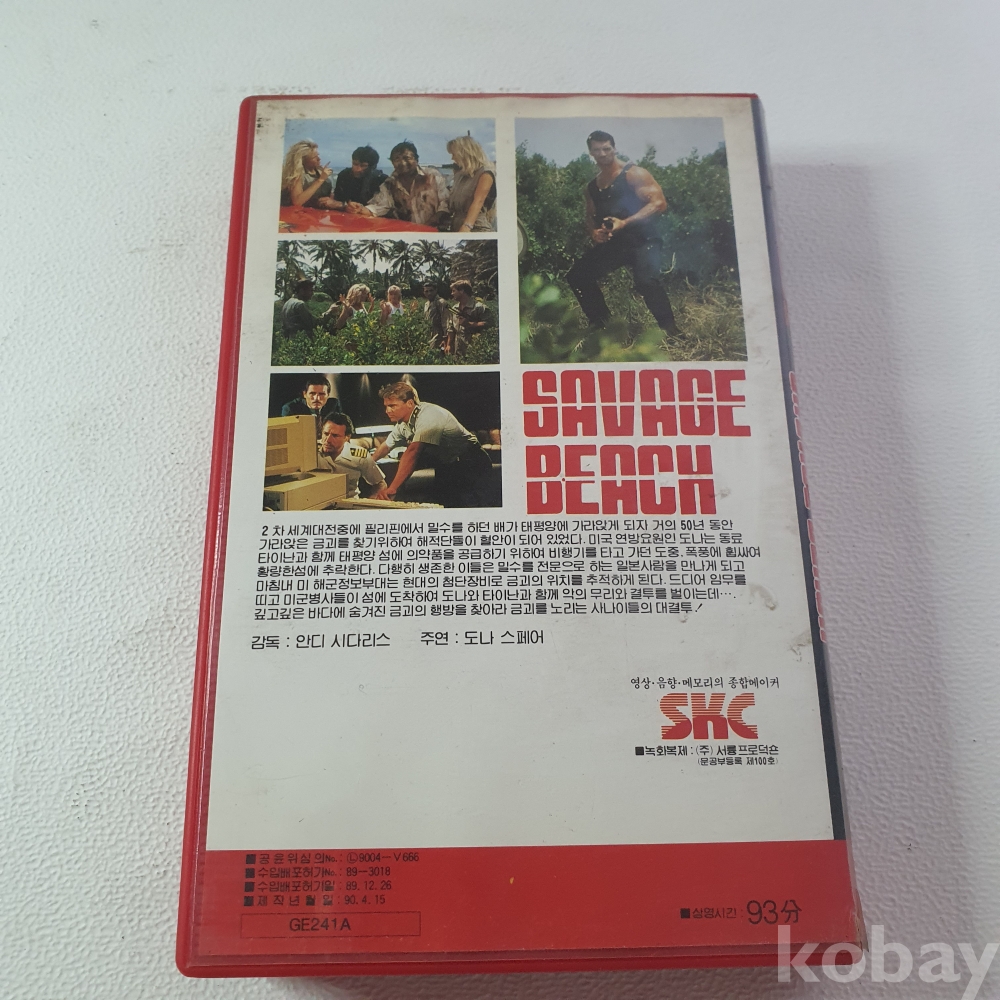 SAVAGE
BEACH
2차 세계대전중에 필리핀에서 밀수를 하던 배가 태평양에 가라앉게 되자 거의 50년 동안
가라앉은 금괴를 찾기위하여 해적단들이 혈안이 되어 있었다. 미국 연방요원인 도나는 동료
타이난과 함께 태평양 섬에 의약품을 공급하기 위하여 비행기를 타고 가던 도중, 폭풍에 휩싸여
황량한섬에 추락한다. 다행히 생존한 이들은 밀수를 전문으로 하는 일본사람을 만나게 되고
마침내 미 해군정보부대는 현대의 첨단장비로 금괴의 위치를 추적하게 된다. 드디어 임무를
띠고 미군병사들이 섬에 도착하여 도나와 타이난과 함께 악의 무리와 결투를 벌이는데….
깊고깊은 바다에 숨겨진 금괴의 행방을 찾아라 금괴를 노리는 사나이들의 대결투!
감독 : 안디 시다리스 주연 : 도나 스페어
영상·음향·메모리의 종합메이커
SKC
■녹화복제 : (주) 서룡프로덕숀
(문공부등록 제100호)
■공윤위심의No. : ⓛ9004-V666
■수입배포허가No. : 89-3018
■수입배포허가일 : 89. 12. 26
■제작년월일 : 90. 4. 15
GE241A
■상영시간 : 93分
kobay